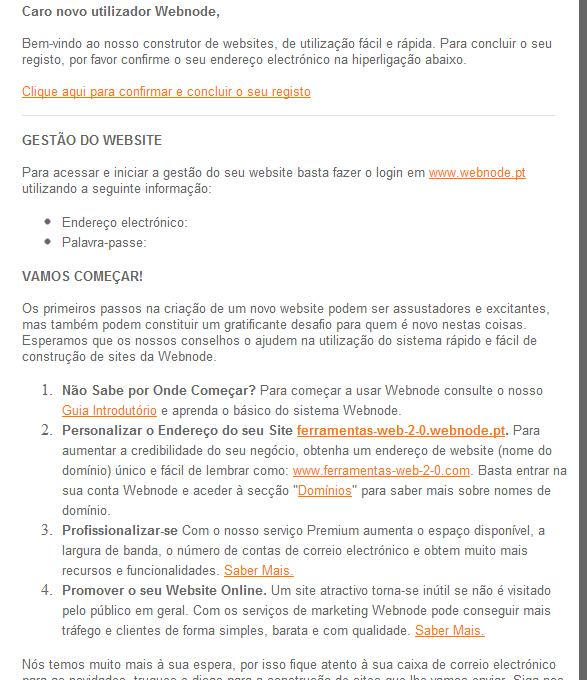 Caro novo utilizador Webnode,
Bem-vindo ao nosso construtor de websites, de utilização fácil e rápida. Para concluir o seu
registo, por favor confirme o seu endereço electrónico na hiperligação abaixo.
Clique aqui para confirmar e concluir o seu registo
GESTÃO DO WEBSITE
Para acessar e iniciar a gestão do seu website basta fazer o login em www.webnode.pt
utilizando a seguinte informação:
• Endereço electrónico:
• Palavra-passe:
VAMOS COMEÇAR!
Os primeiros passos na criação de um novo website podem ser assustadores e excitantes,
mas também podem constituir um gratificante desafio para quem é novo nestas coisas.
Esperamos que os nossos conselhos o ajudem na utilização do sistema rápido e fácil de
construção de sites da Webnode.
1. Não Sabe por Onde Começar? Para começar a usar Webnode consulte o nosso
Guia Introdutório e aprenda o básico do sistema Webnode.
2. Personalizar o Endereço do seu Site ferramentas-web-2-0.webnode.pt. Para
aumentar a credibilidade do seu negócio, obtenha um endereço de website (nome do
domínio) único e fácil de lembrar como: www.ferramentas-web-2-0.com. Basta entrar na
sua conta Webnode e aceder à secção "Domínios" para saber mais sobre nomes de
domínio.
3. Profissionalizar-se Com o nosso serviço Premium aumenta o espaço disponível, a
largura de banda, o número de contas de correio electrónico e obtem muito mais
recursos e funcionalidades. Saber Mais.
4. Promover o seu Website Online. Um site atractivo torna-se inútil se não é visitado
pelo público em geral. Com os serviços de marketing Webnode pode conseguir mais
tráfego e clientes de forma simples, barata e com qualidade. Saber Mais.
Nós temos muito mais à sua espera, por isso fique atento à sua caixa de correio electrónico
para as novidades, truques e dicas para a construção de sites que lhe vamos enviar. Siga-nos